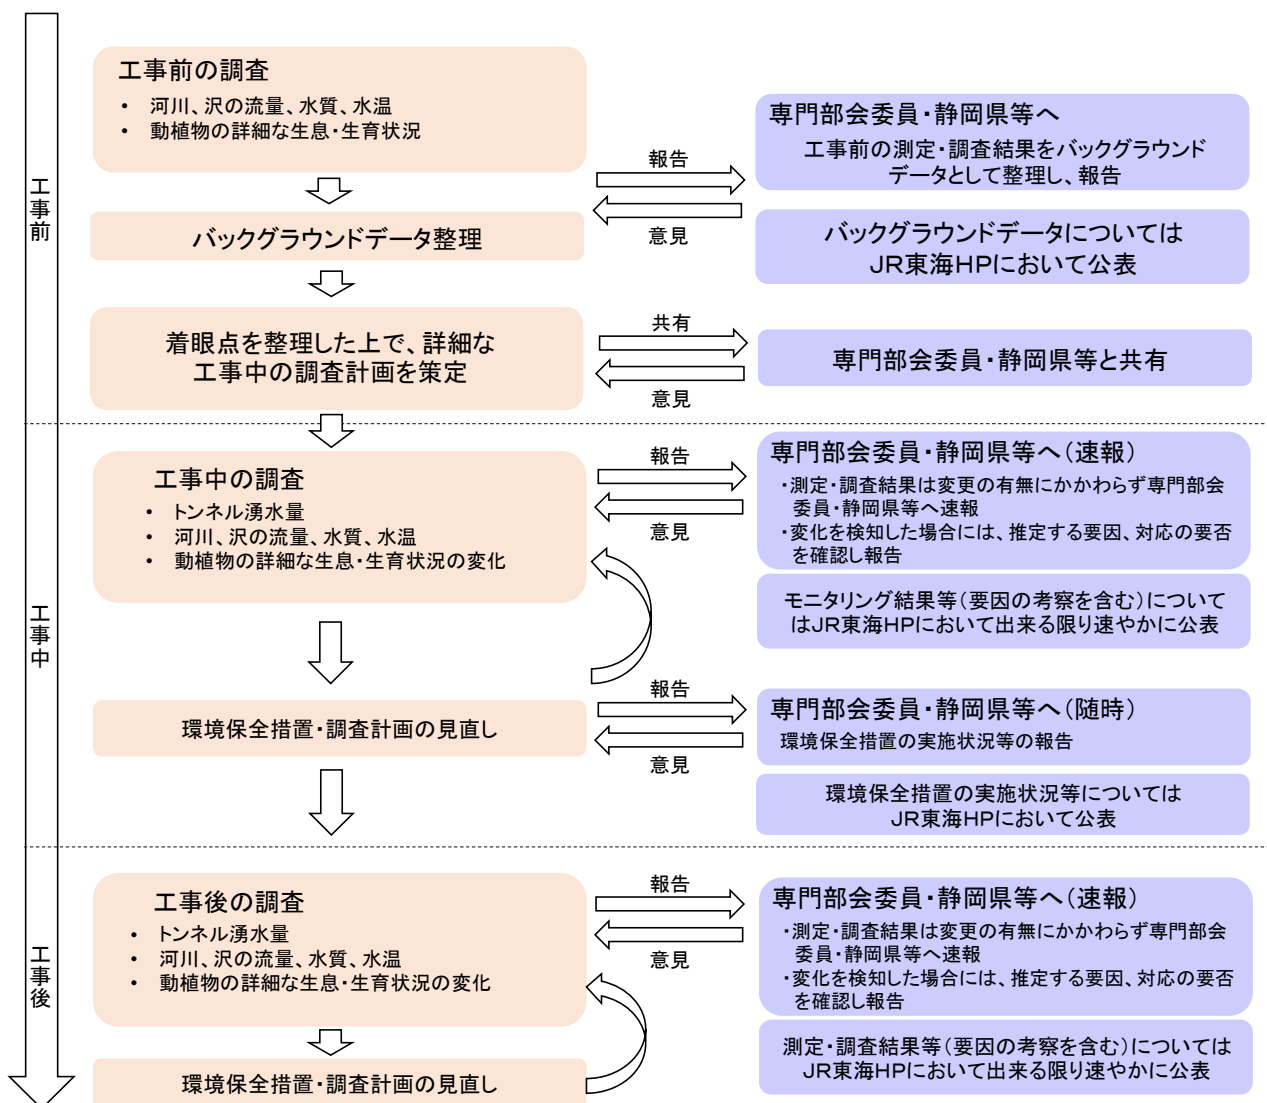 工事前
工事前の調査
• 河川、沢の流量、水質、水温
• 動植物の詳細な生息・生育状況
報告
意見
専門部会委員・静岡県等へ
工事前の測定・調査結果をバックグラウンド
データとして整理し、報告
バックグラウンドデータ整理
バックグラウンドデータについては
JR東海HPにおいて公表
着眼点を整理した上で、詳細な
工事中の調査計画を策定
共有
意見
専門部会委員・静岡県等と共有
工事中
工事中の調査
• トンネル湧水量
• 河川、沢の流量、水質、水温
• 動植物の詳細な生息・生育状況の変化
報告
意見
専門部会委員・静岡県等へ(速報)
・測定・調査結果は変更の有無にかかわらず専門部会
委員・静岡県等へ速報
・変化を検知した場合には、推定する要因、対応の要否
を確認し報告
モニタリング結果等(要因の考察を含む)について
はJR東海HPにおいて出来る限り速やかに公表
環境保全措置・調査計画の見直し
報告
意見
専門部会委員・静岡県等へ(随時)
環境保全措置の実施状況等の報告
環境保全措置の実施状況等については
JR東海HPにおいて公表
工事後
工事後の調査
• トンネル湧水量
• 河川、沢の流量、水質、水温
• 動植物の詳細な生息・生育状況の変化
報告
意見
専門部会委員・静岡県等へ(速報)
・測定・調査結果は変更の有無にかかわらず専門部会
委員・静岡県等へ速報
・変化を検知した場合には、推定する要因、対応の要否
を確認し報告
測定・調査結果等(要因の考察を含む)については
JR東海HPにおいて出来る限り速やかに公表
環境保全措置・調査計画の見直し